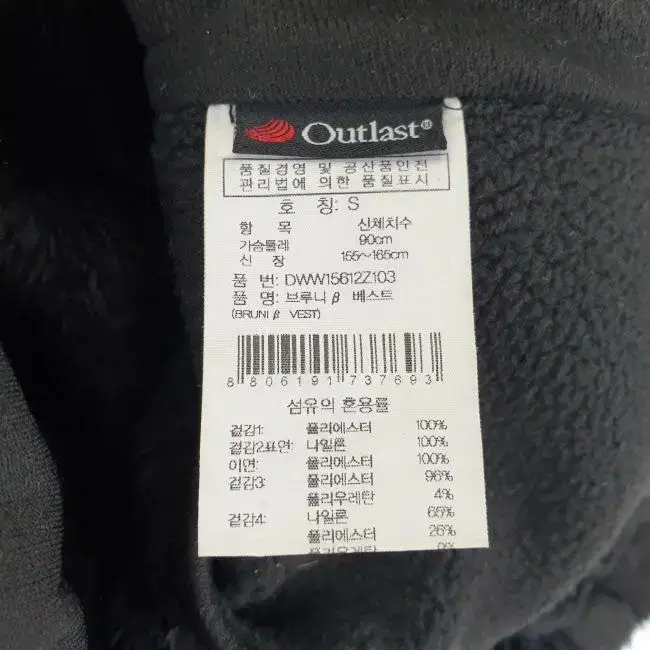 Outlast®
품질경영 및 공산품안전
관리법에 의한 품질표시
호 칭: S
항 목 신체치수
가슴둘레 90cm
신 장 155~165cm
품 번: DWW15612Z103
품 명: 브루니 β 베스트
(BRUNI β VEST)
8 806191 737693
섬유의 혼용률
겉감1: 폴리에스터 100%
겉감2표면: 나일론 100%
이면: 폴리에스터 100%
겉감3: 폴리에스터 96%
폴리우레탄 4%
겉감4: 나일론 65%
폴리에스터 26%
폴리우레탄 9%